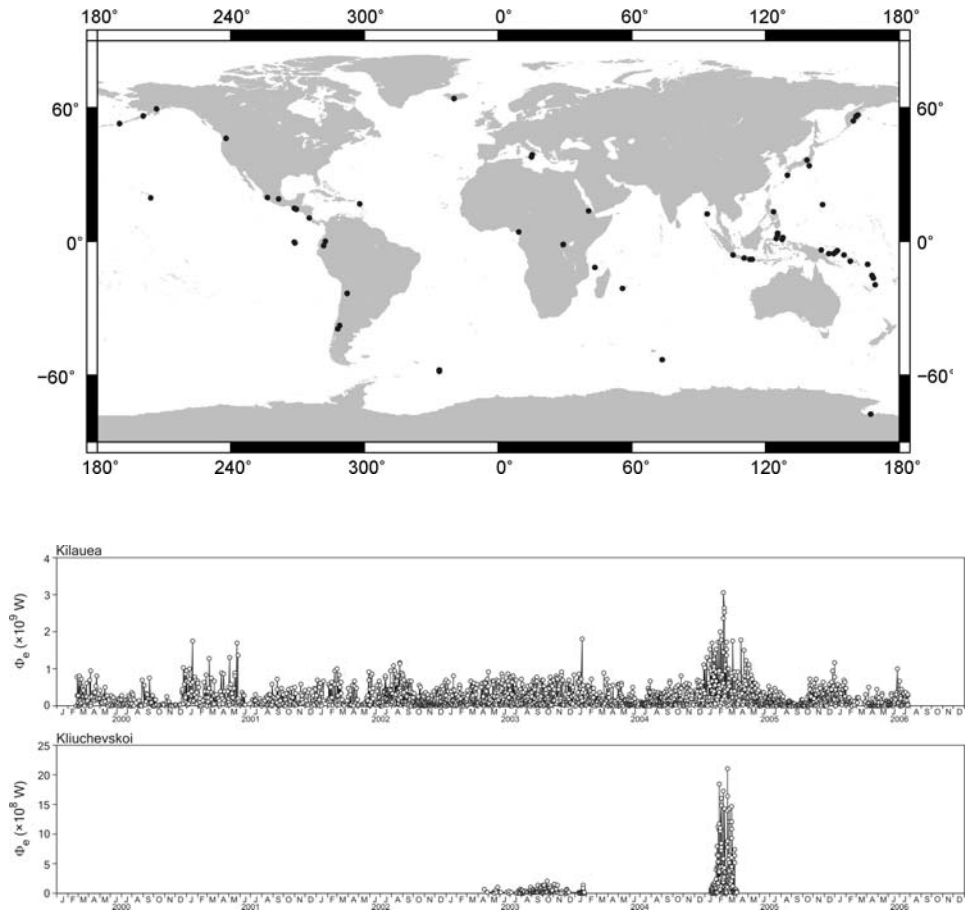 180° 240° 300° 0° 60° 120° 180°
60° 60°
0° 0°
−60° −60°
180° 240° 300° 0° 60° 120° 180°
Kilauea
4
3
2
1
0
Φe (×10⁹ W)
J F M A M J J A S O N D J F M A M J J A S O N D J F M A M J J A S O N D J F M A M J J A S O N D J F M A M J J A S O N D J F M A M J J A S O N D J F M A M J J A S O N D
2000 2001 2002 2003 2004 2005 2006
Kliuchevskoi
25
20
15
10
5
0
Φe (×10⁸ W)
J F M A M J J A S O N D J F M A M J J A S O N D J F M A M J J A S O N D J F M A M J J A S O N D J F M A M J J A S O N D J F M A M J J A S O N D J F M A M J J A S O N D
2000 2001 2002 2003 2004 2005 2006